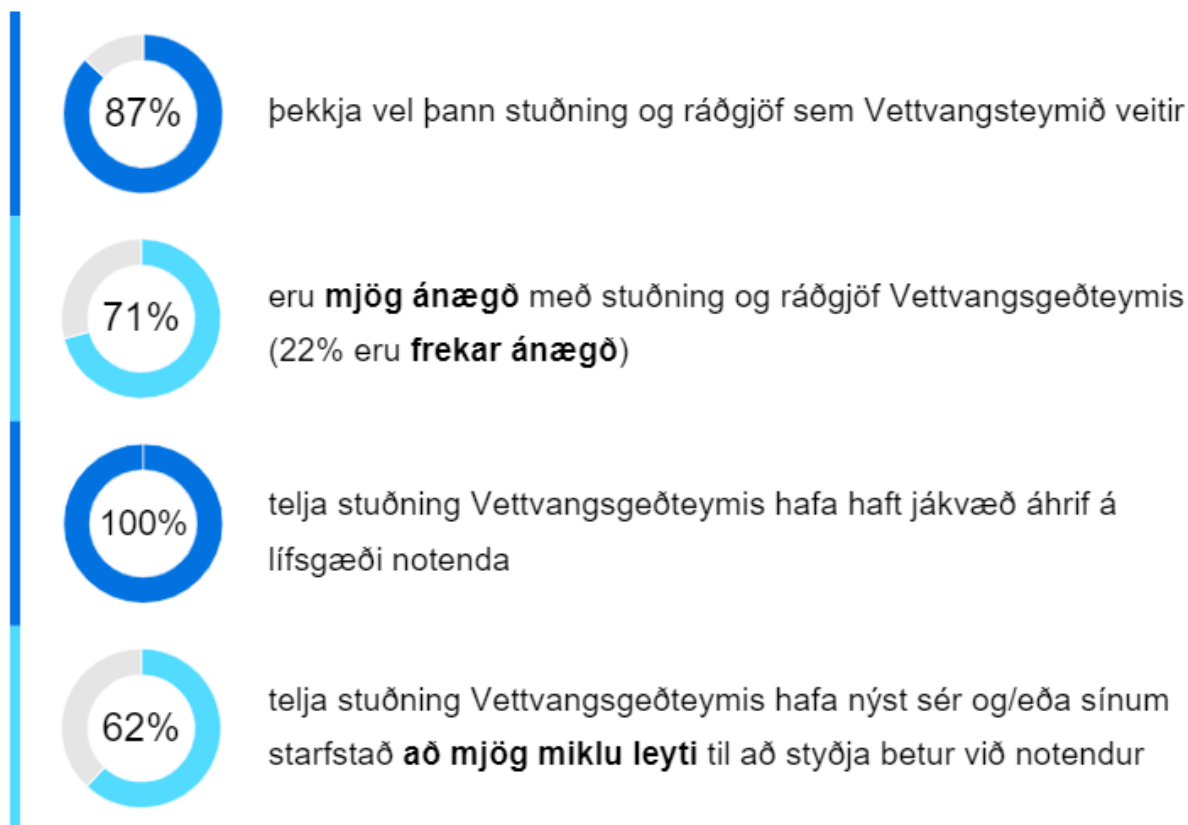 87%
þekkja vel þann stuðning og ráðgjöf sem Vettvangsteymið veitir
71%
eru mjög ánægð með stuðning og ráðgjöf Vettvangsgeðteymis
(22% eru frekar ánægð)
100%
telja stuðning Vettvangsgeðteymis hafa haft jákvæð áhrif á
lífsgæði notenda
62%
telja stuðning Vettvangsgeðteymis hafa nýst sér og/eða sínum
starfstað að mjög miklu leyti til að styðja betur við notendur